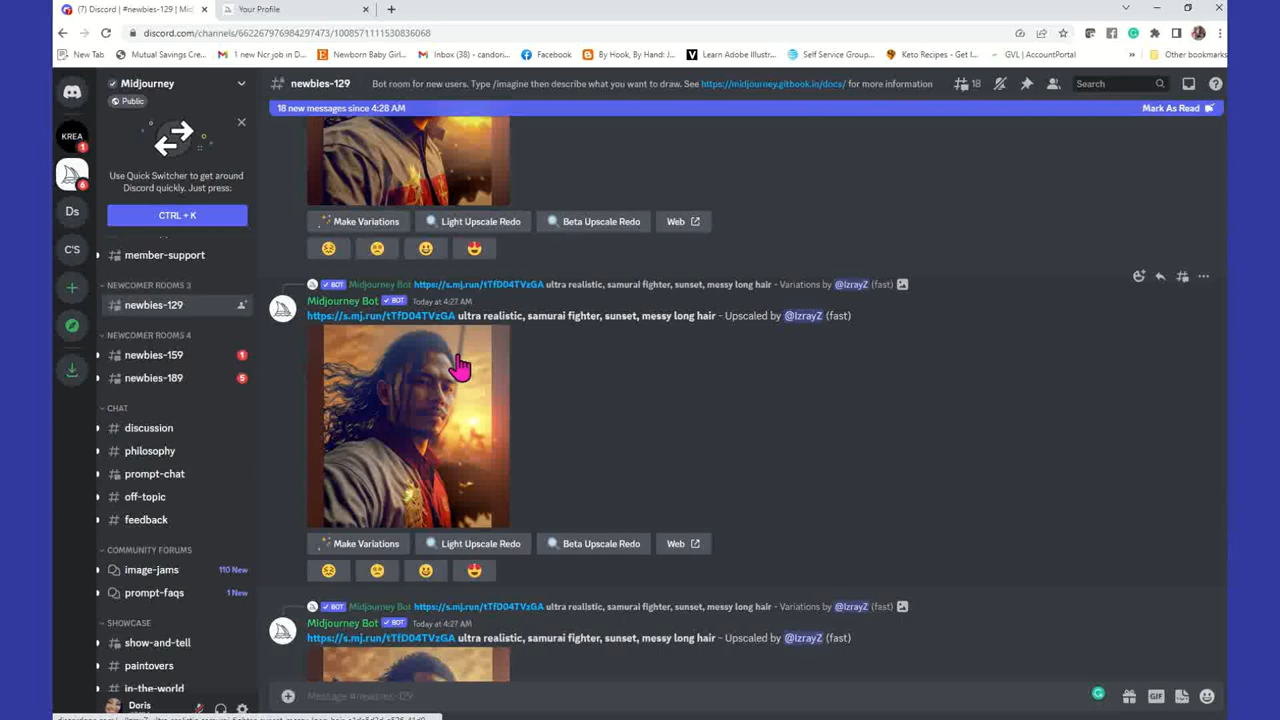 (7) Discord | #newbies-129 | Mid
Your Profile
discord.com/channels/662267976984297473/1008571111530836068
New Tab
Mutual Savings Cre...
1 new Ncr job in D...
Newborn Baby Girl...
Inbox (38) - candori...
Facebook
By Hook, By Hand: J...
Learn Adobe Illustr...
Self Service Group...
Keto Recipes - Get I...
GVL | AccountPortal
Other bookmarks
Midjourney
Public
newbies-129
Bot room for new users. Type /imagine then describe what you want to draw. See https://midjourney.gitbook.io/docs/ for more information
18
Search
18 new messages since 4:28 AM
Mark As Read
KREA
1
6
Ds
C'S
Use Quick Switcher to get around
Discord quickly. Just press:
CTRL + K
member-support
NEWCOMER ROOMS 3
newbies-129
NEWCOMER ROOMS 4
newbies-159
1
newbies-189
5
CHAT
discussion
philosophy
prompt-chat
off-topic
feedback
COMMUNITY FORUMS
image-jams
110 New
prompt-faqs
1 New
SHOWCASE
show-and-tell
paintovers
in-the-world
Doris
Make Variations
Light Upscale Redo
Beta Upscale Redo
Web
BOT Midjourney Bot https://s.mj.run/tTfD04TVzGA ultra realistic, samurai fighter, sunset, messy long hair - Variations by @IzrayZ (fast)
Midjourney Bot BOT Today at 4:27 AM
https://s.mj.run/tTfD04TVzGA ultra realistic, samurai fighter, sunset, messy long hair - Upscaled by @IzrayZ (fast)
Make Variations
Light Upscale Redo
Beta Upscale Redo
Web
BOT Midjourney Bot https://s.mj.run/tTfD04TVzGA ultra realistic, samurai fighter, sunset, messy long hair - Variations by @IzrayZ (fast)
Midjourney Bot BOT Today at 4:27 AM
https://s.mj.run/tTfD04TVzGA ultra realistic, samurai fighter, sunset, messy long hair - Upscaled by @IzrayZ (fast)
Message #newbies-129
GIF